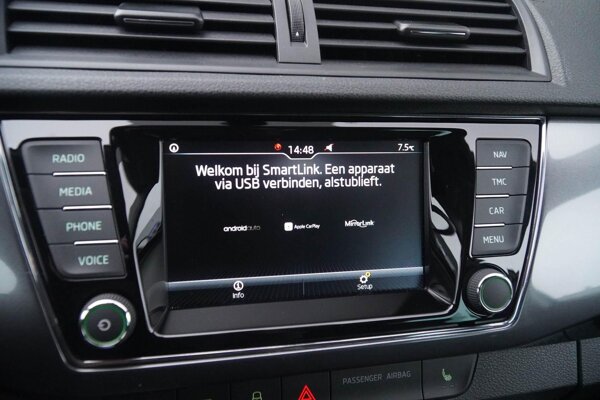 RADIO
MEDIA
PHONE
VOICE
14:48
7.5°C
Welkom bij SmartLink. Een apparaat
via USB verbinden, alstublieft.
androidauto
Apple CarPlay
MirrorLink
Info
Setup
NAV
TMC
CAR
MENU
PASSENGER AIRBAG